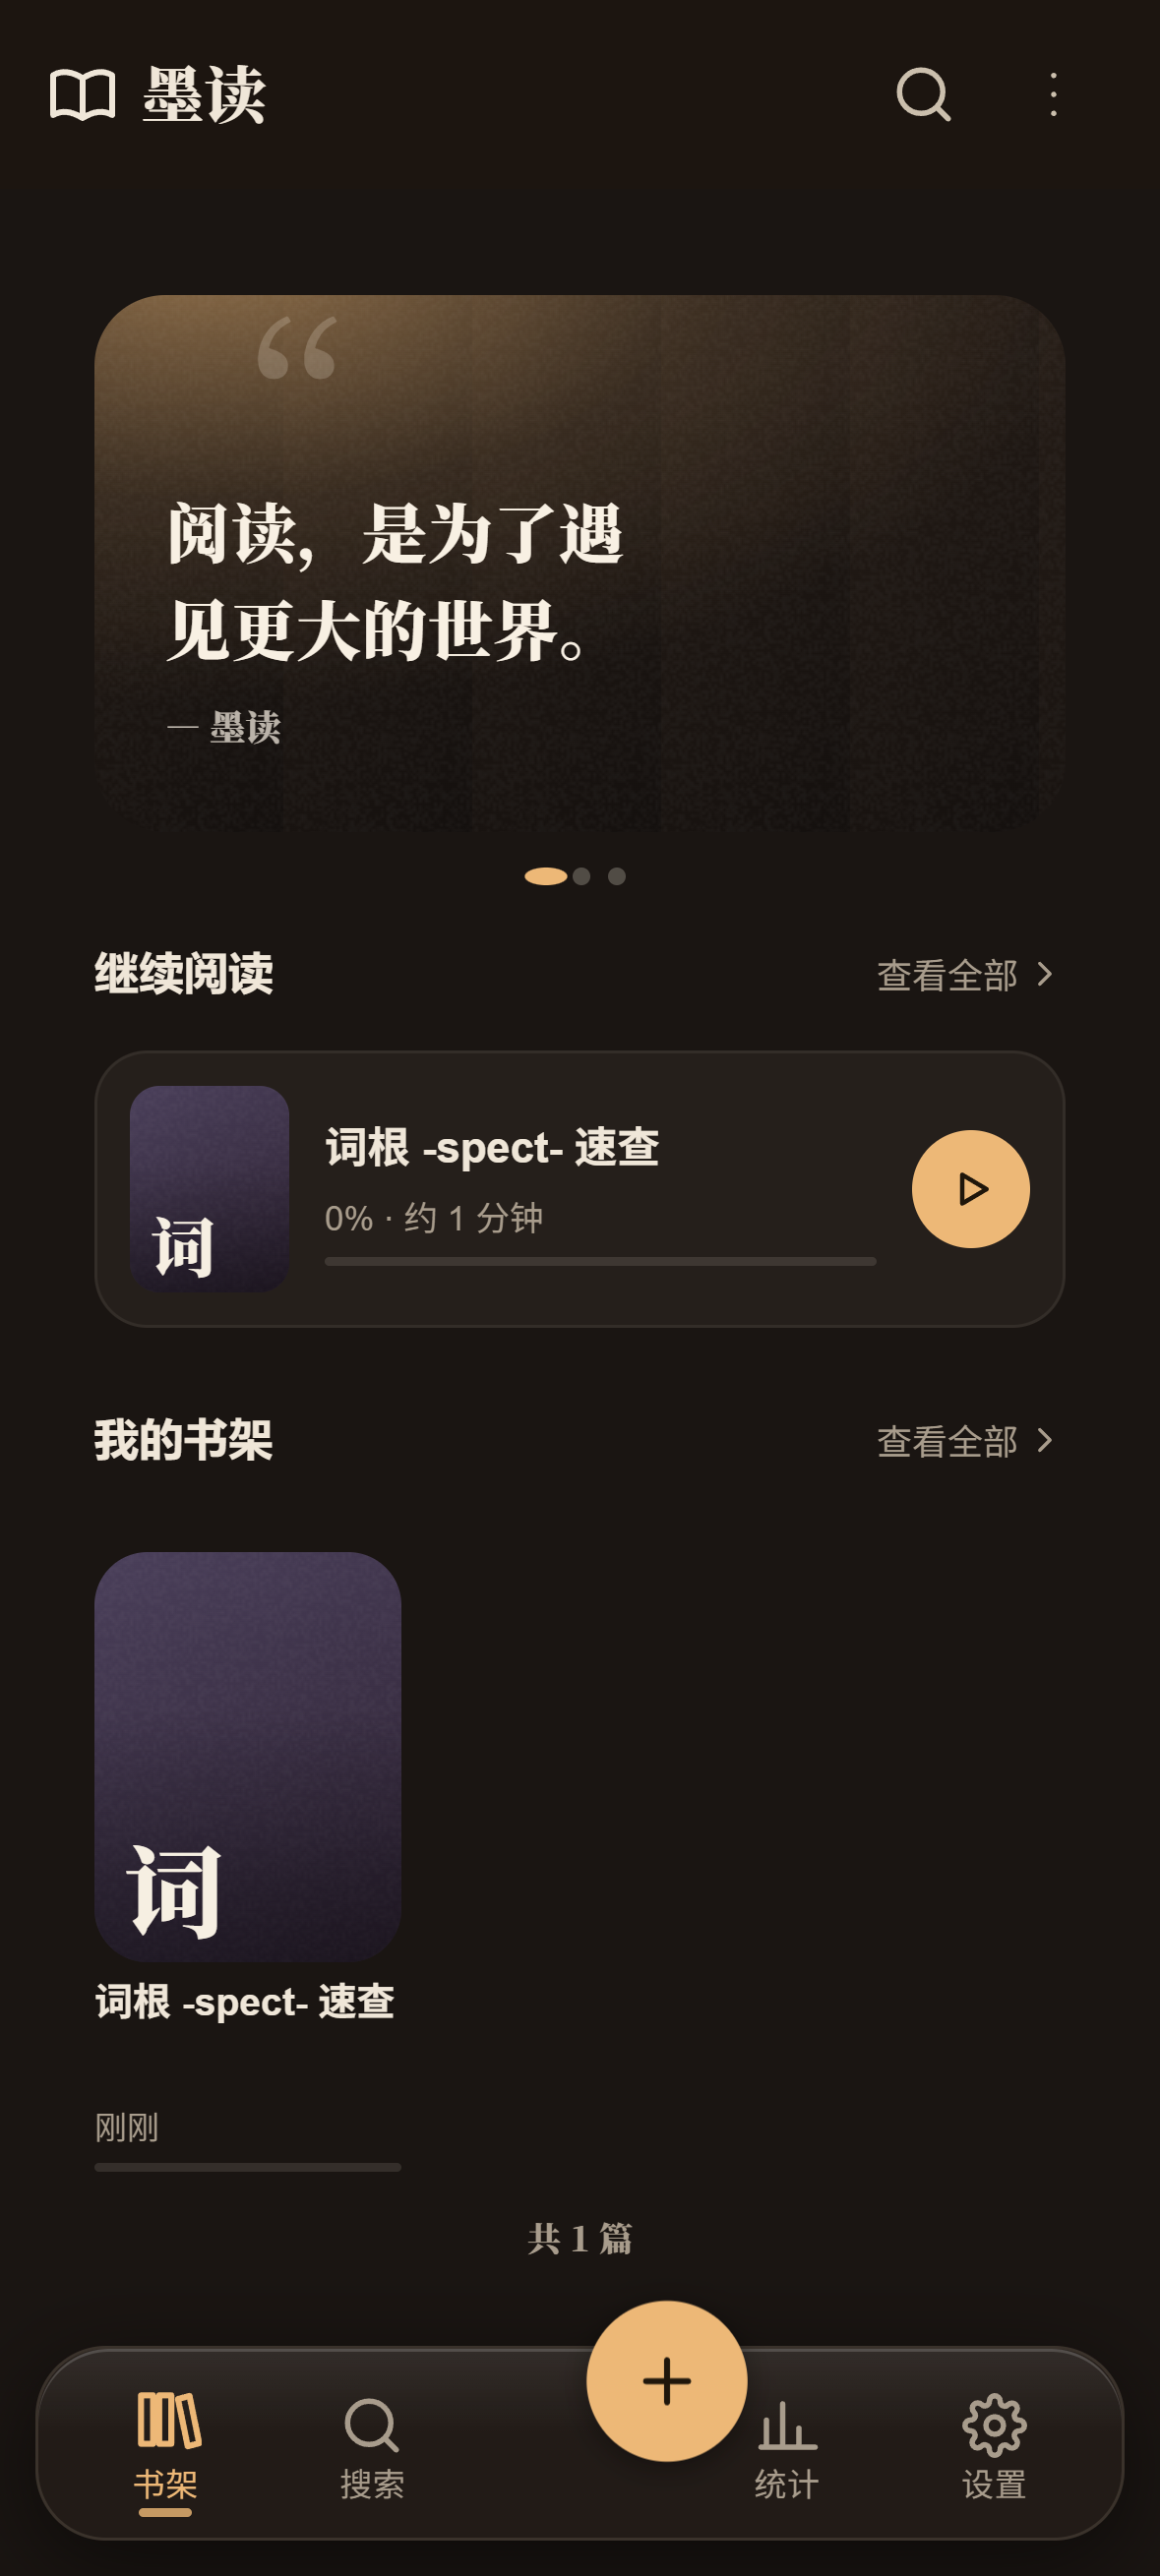 墨读
“
阅读，是为了遇
见更大的世界。
— 墨读
继续阅读
查看全部
词
词根 -spect- 速查
0% · 约 1 分钟
我的书架
查看全部
词
词根 -spect- 速查
刚刚
共 1 篇
书架
搜索
统计
设置